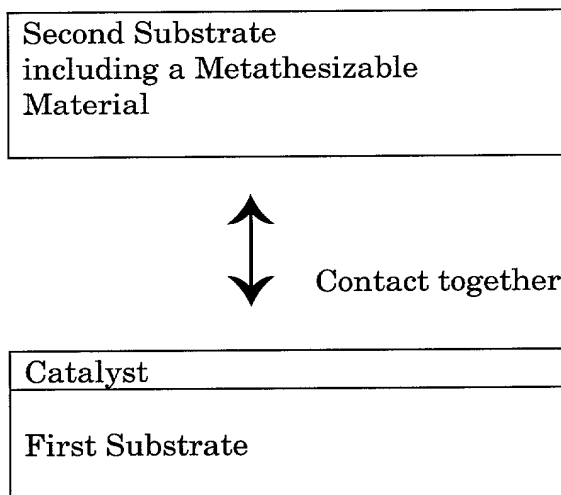 Second Substrate
including a Metathesizable
Material
Contact together
Catalyst
First Substrate